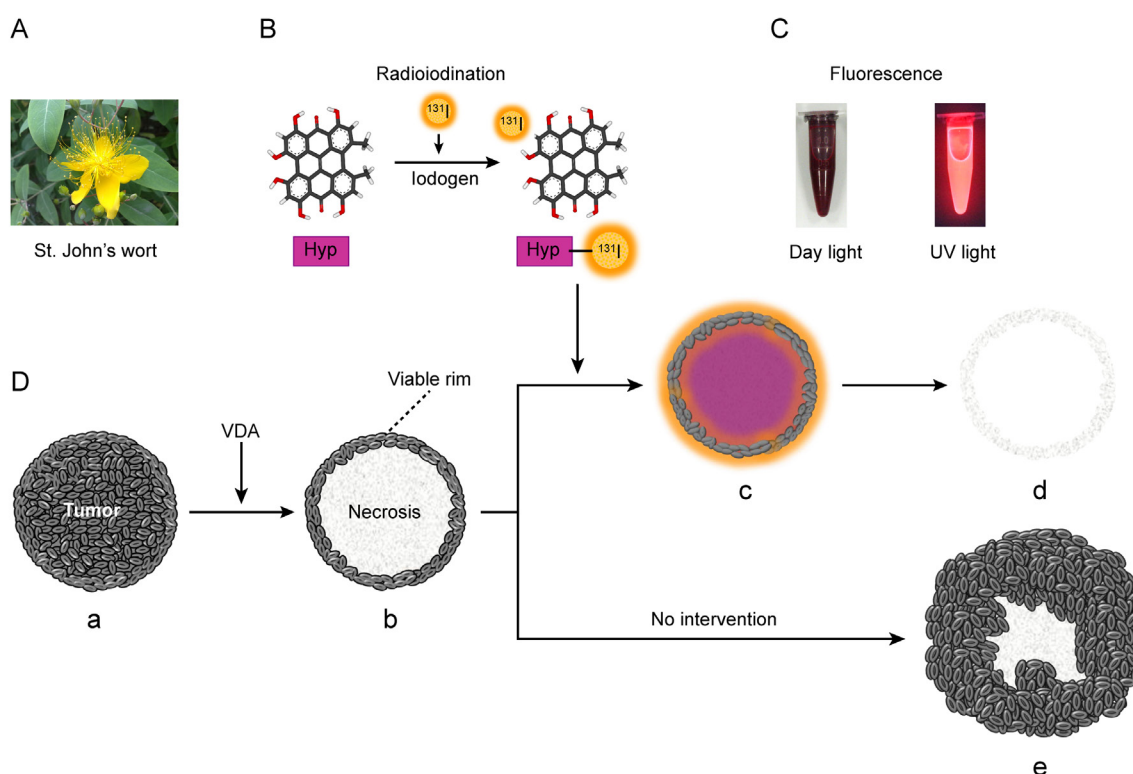 A
B
C
Radioiodination
Fluorescence
131I
131I
Iodogen
St. John's wort
Hyp
Hyp
131I
Day light
UV light
D
Viable rim
VDA
Tumor
Necrosis
a
b
c
d
No intervention
e